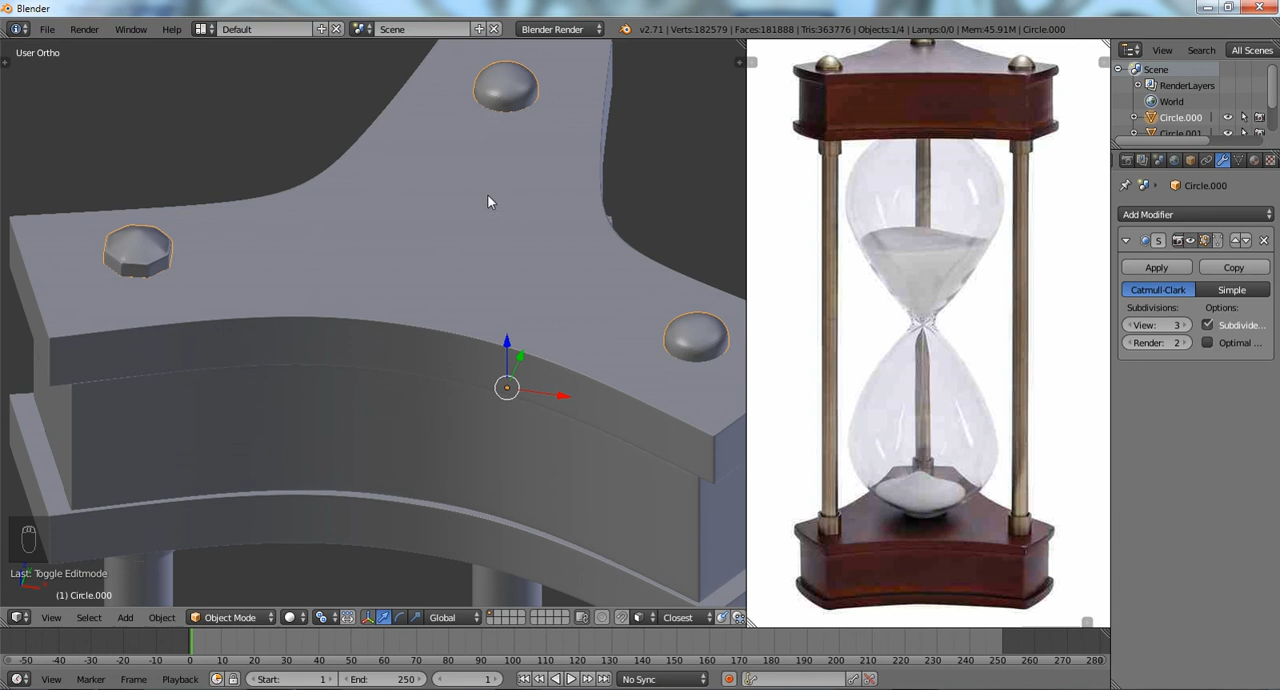 Blender
File Render Window Help Default Scene Blender Render v2.71 | Verts:182579 | Faces:181888 | Tris:363776 | Objects:1/4 | Lamps:0/0 | Mem:45.91M | Circle.000
User Ortho
View Search All Scenes
Scene
RenderLayers
World
Circle.000
Circle.001
Circle.000
Add Modifier
S
Apply Copy
Catmull-Clark Simple
Subdivisions: Options:
View: 3 Subdivide...
Render: 2 Optimal ...
Last: Toggle Editmode
(1) Circle.000
View Select Add Object Object Mode Global Closest
-50 -40 -30 -20 -10 0 10 20 30 40 50 60 70 80 90 100 110 120 130 140 150 160 170 180 190 200 210 220 230 240 250 260 270 280
View Marker Frame Playback Start: 1 End: 250 1 No Sync